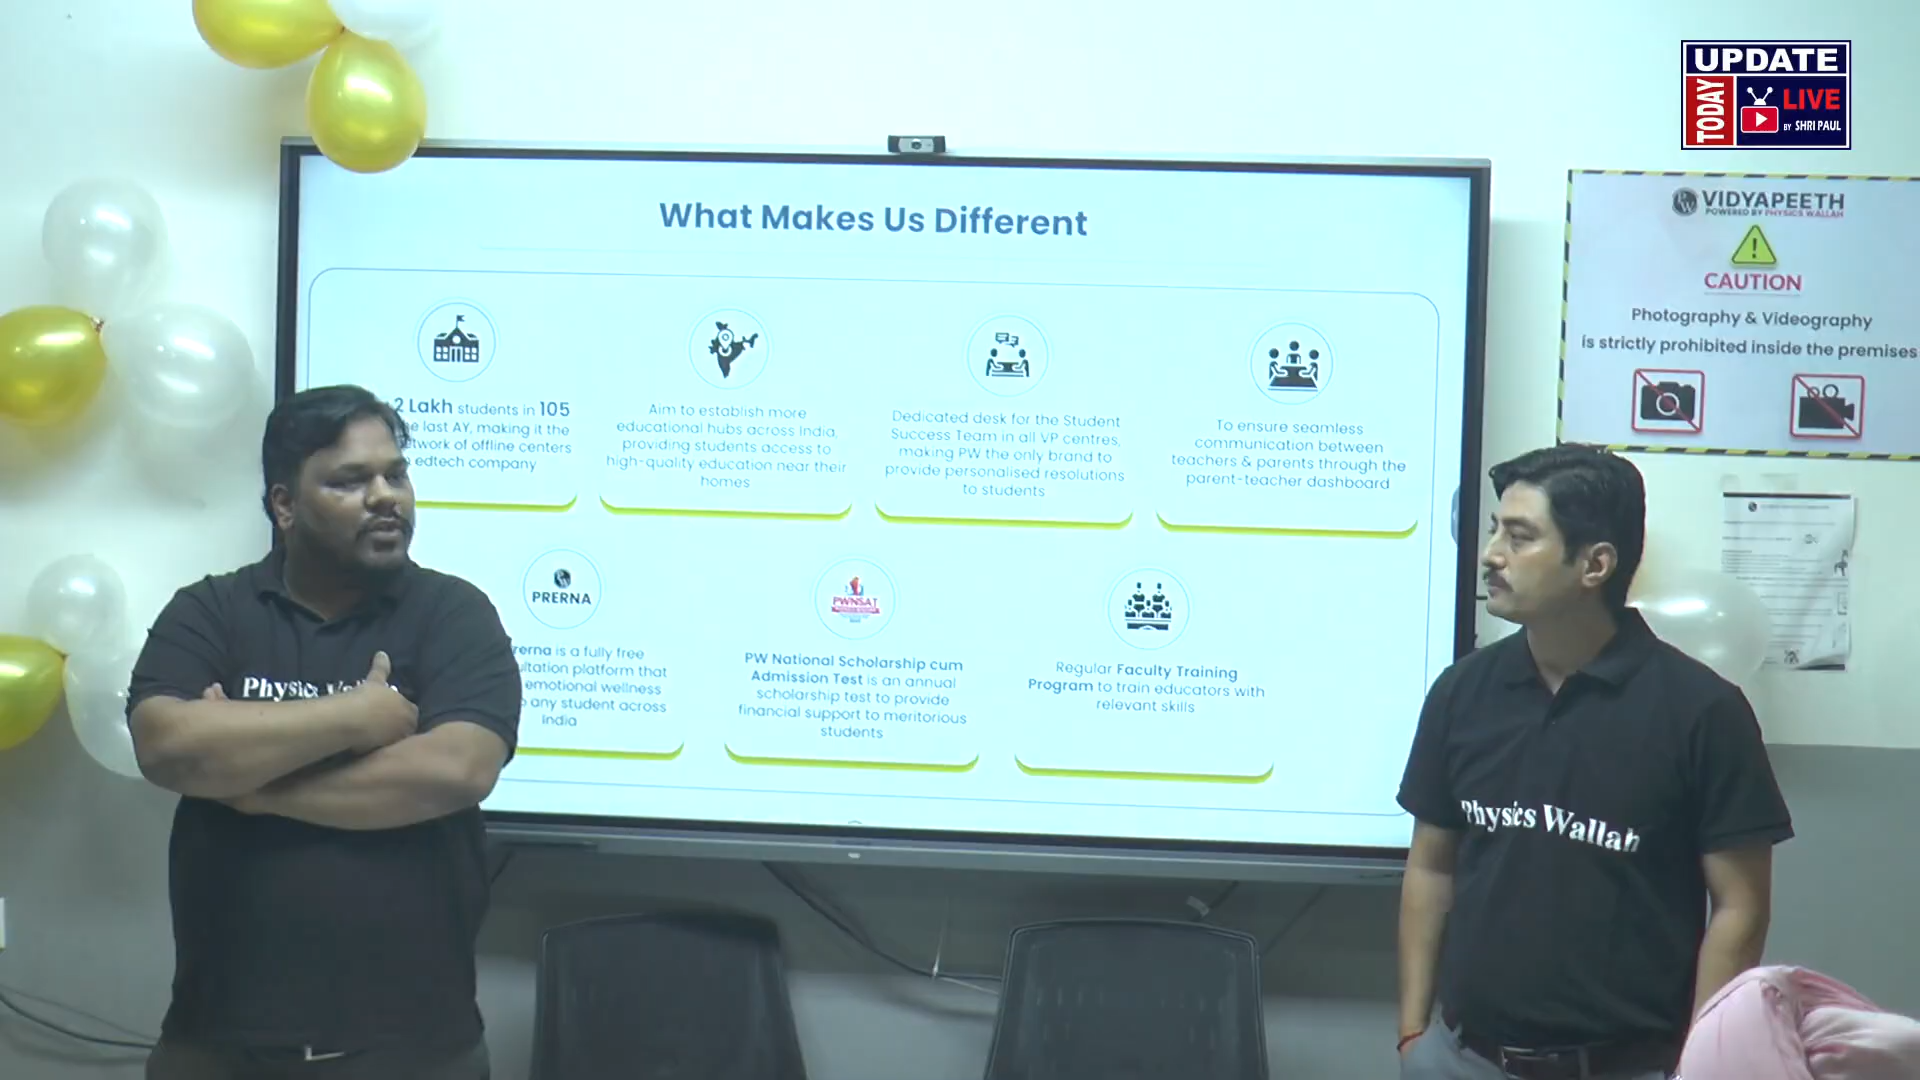 UPDATE
TODAY
LIVE
BY SHRI PAUL
What Makes Us Different
2 Lakh students in 105
last AY, making it the
of offline centers
edtech company
Aim to establish more
educational hubs across India,
providing students access to
high-quality education near their
homes
Dedicated desk for the Student
Success Team in all VP centres,
making PW the only brand to
provide personalised resolutions
to students
To ensure seamless
communication between
teachers & parents through the
parent-teacher dashboard
PRERNA
is a fully free
platform that
emotional wellness
any student across
India
PWNSAT
PW National Scholarship cum
Admission Test is an annual
scholarship test to provide
financial support to meritorious
students
Regular Faculty Training
Program to train educators with
relevant skills
VIDYAPEETH
POWERED BY PHYSICS WALLAH
CAUTION
Photography & Videography
is strictly prohibited inside the premises
Physics Wallah